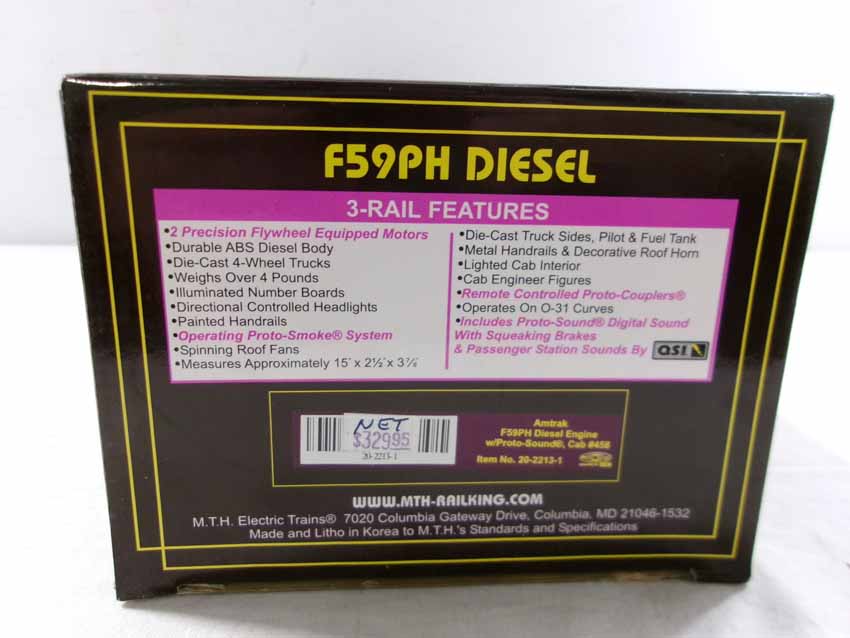 F59PH DIESEL
3-RAIL FEATURES
•2 Precision Flywheel Equipped Motors
•Durable ABS Diesel Body
•Die-Cast 4-Wheel Trucks
•Weighs Over 4 Pounds
•Illuminated Number Boards
•Directional Controlled Headlights
•Painted Handrails
•Operating Proto-Smoke® System
•Spinning Roof Fans
•Measures Approximately 15" x 2½" x 3⅞"
•Die-Cast Truck Sides, Pilot & Fuel Tank
•Metal Handrails & Decorative Roof Horn
•Lighted Cab Interior
•Cab Engineer Figures
•Remote Controlled Proto-Couplers®
•Operates On O-31 Curves
•Includes Proto-Sound® Digital Sound
With Squeaking Brakes
& Passenger Station Sounds By QSI
NET
$329.95
20-2213-1
Amtrak
F59PH Diesel Engine
w/Proto-Sound®, Cab #458
Item No. 20-2213-1
WWW.MTH-RAILKING.COM
M.T.H. Electric Trains® 7020 Columbia Gateway Drive, Columbia, MD 21046-1532
Made and Litho in Korea to M.T.H.'s Standards and Specifications